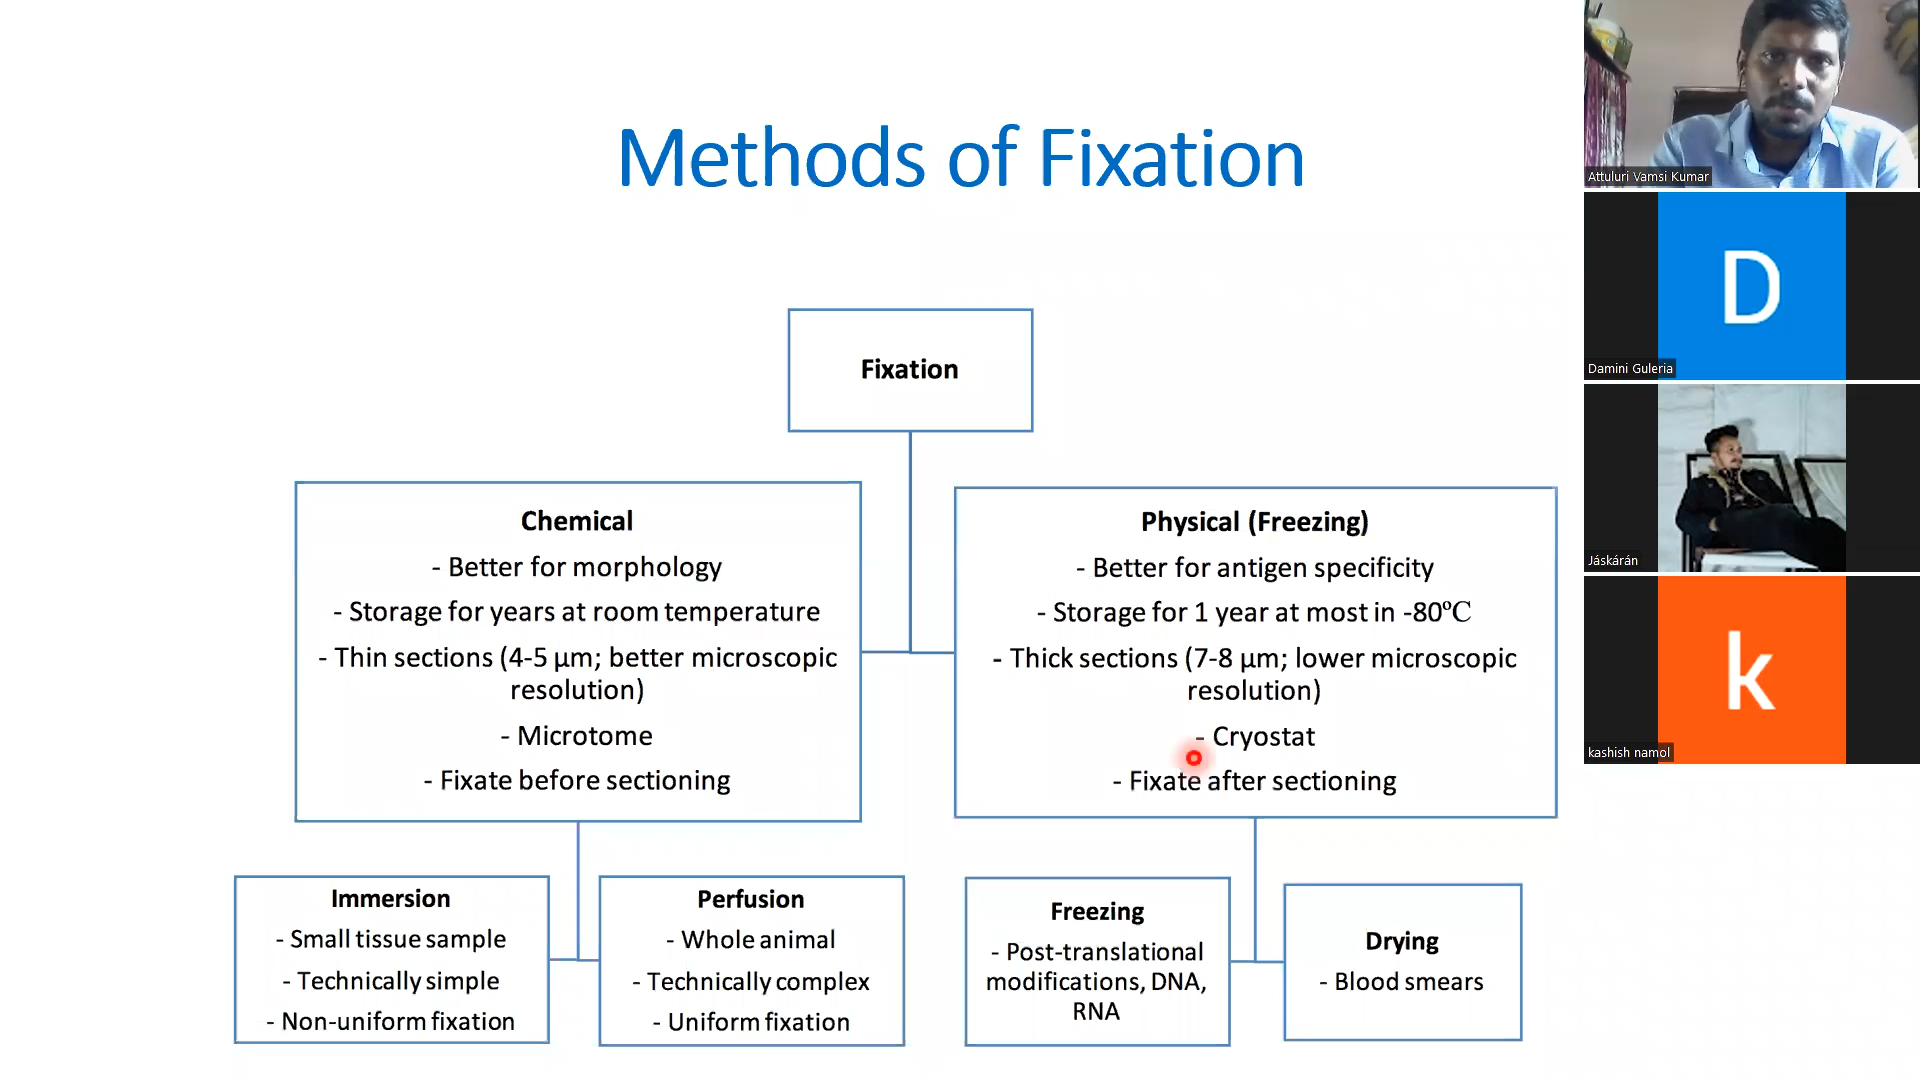 Methods of Fixation
Fixation
Chemical
- Better for morphology
- Storage for years at room temperature
- Thin sections (4-5 µm; better microscopic
resolution)
- Microtome
- Fixate before sectioning
Physical (Freezing)
- Better for antigen specificity
- Storage for 1 year at most in -80℃
- Thick sections (7-8 µm; lower microscopic
resolution)
- Cryostat
- Fixate after sectioning
Immersion
- Small tissue sample
- Technically simple
- Non-uniform fixation
Perfusion
- Whole animal
- Technically complex
- Uniform fixation
Freezing
- Post-translational
modifications, DNA,
RNA
Drying
- Blood smears
Attuluri Vamsi Kumar
D
Damini Guleria
Jáskárán
k
kashish namol